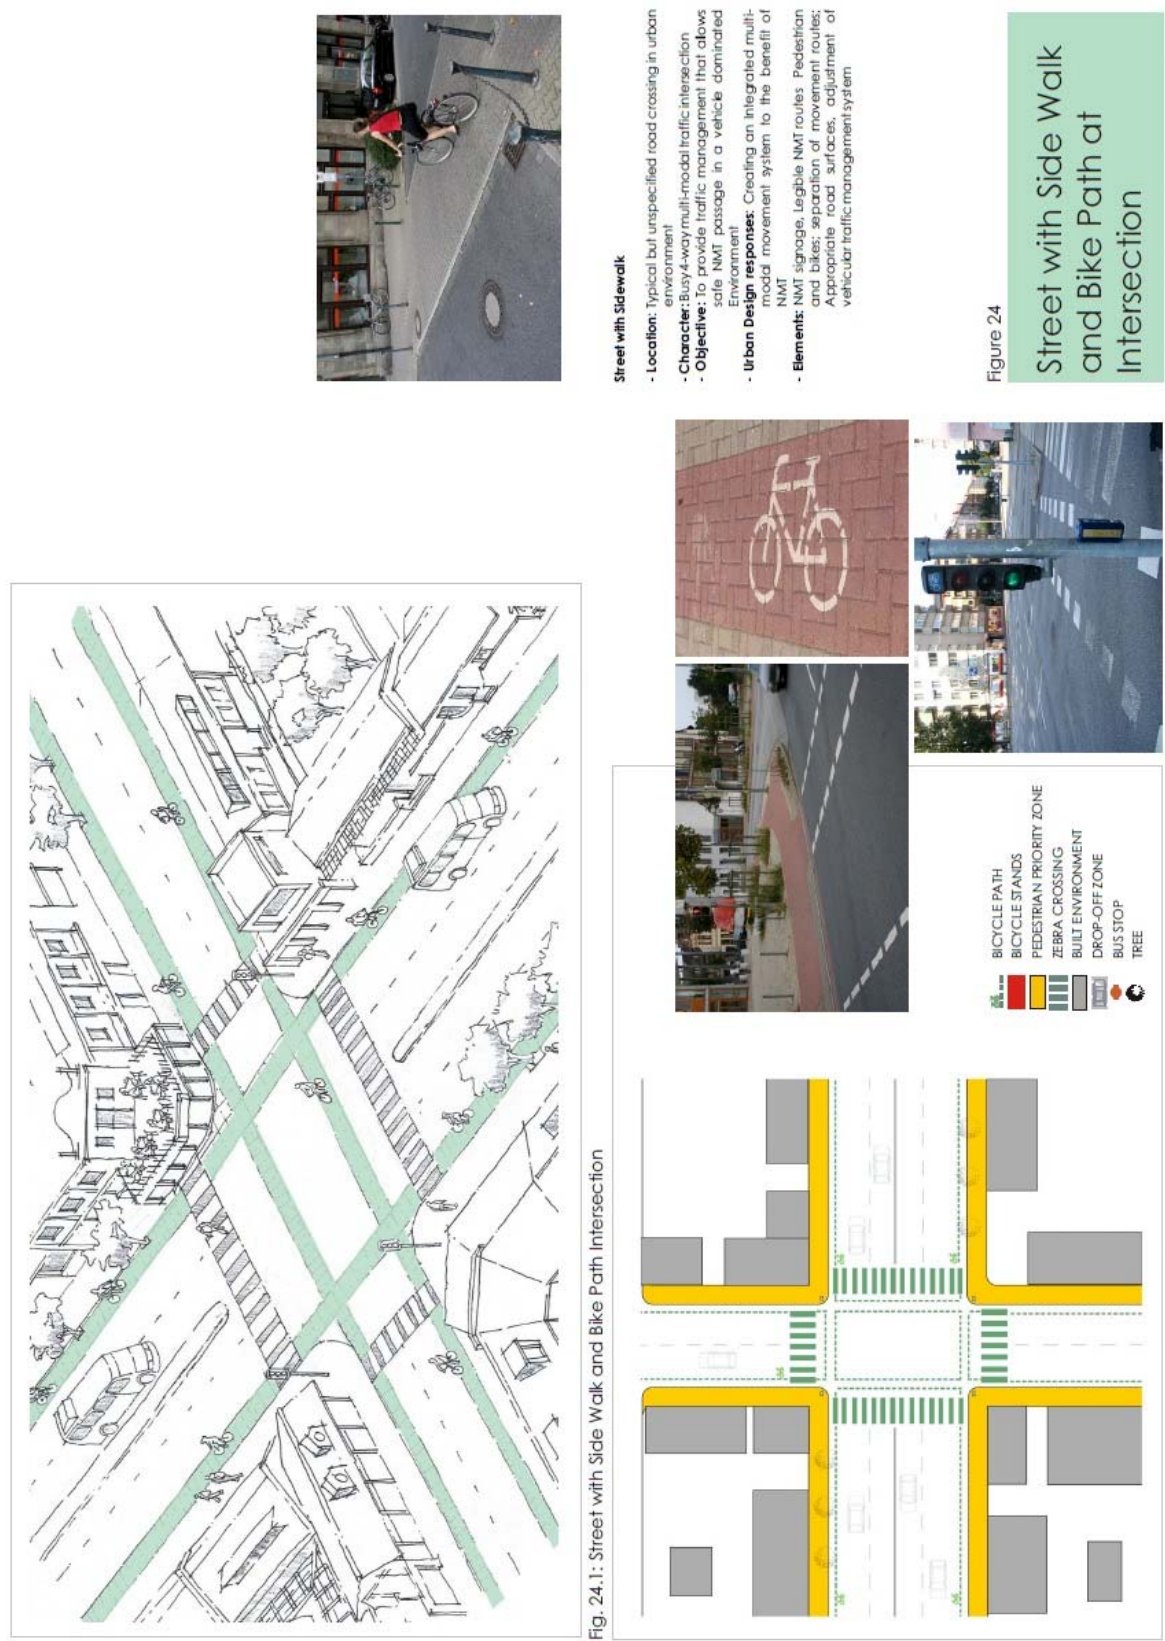 Street with Sidewalk
- Location: Typical but unspecified road crossing in urban
environment
- Character: Busy4-way multi-modal traffic intersection
- Objective: To provide traffic management that allows
safe NMT passage in a vehicle dominated
Environment
- Urban Design responses: Creating an Integrated multi-
modal movement system to the benefit of
NMT
- Elements: NMT signage, Legible NMT routes Pedestrian
and bikes; separation of movement routes;
Appropriate road surfaces, adjustment of
vehicular traffic management system
Figure 24
Street with Side Walk
and Bike Path at
Intersection
Fig. 24.1: Street with Side Walk and Bike Path Intersection
BICYCLE PATH
BICYCLE STANDS
PEDESTRIAN PRIORITY ZONE
ZEBRA CROSSING
BUILT ENVIRONMENT
DROP-OFF ZONE
BUS STOP
TREE